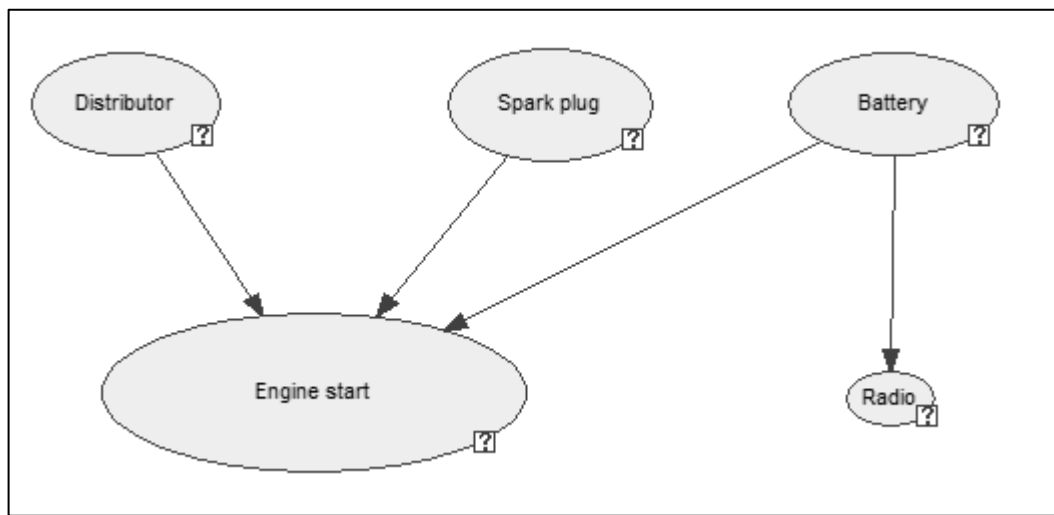 Distributor
?
Spark plug
?
Battery
?
Engine start
?
Radio
?